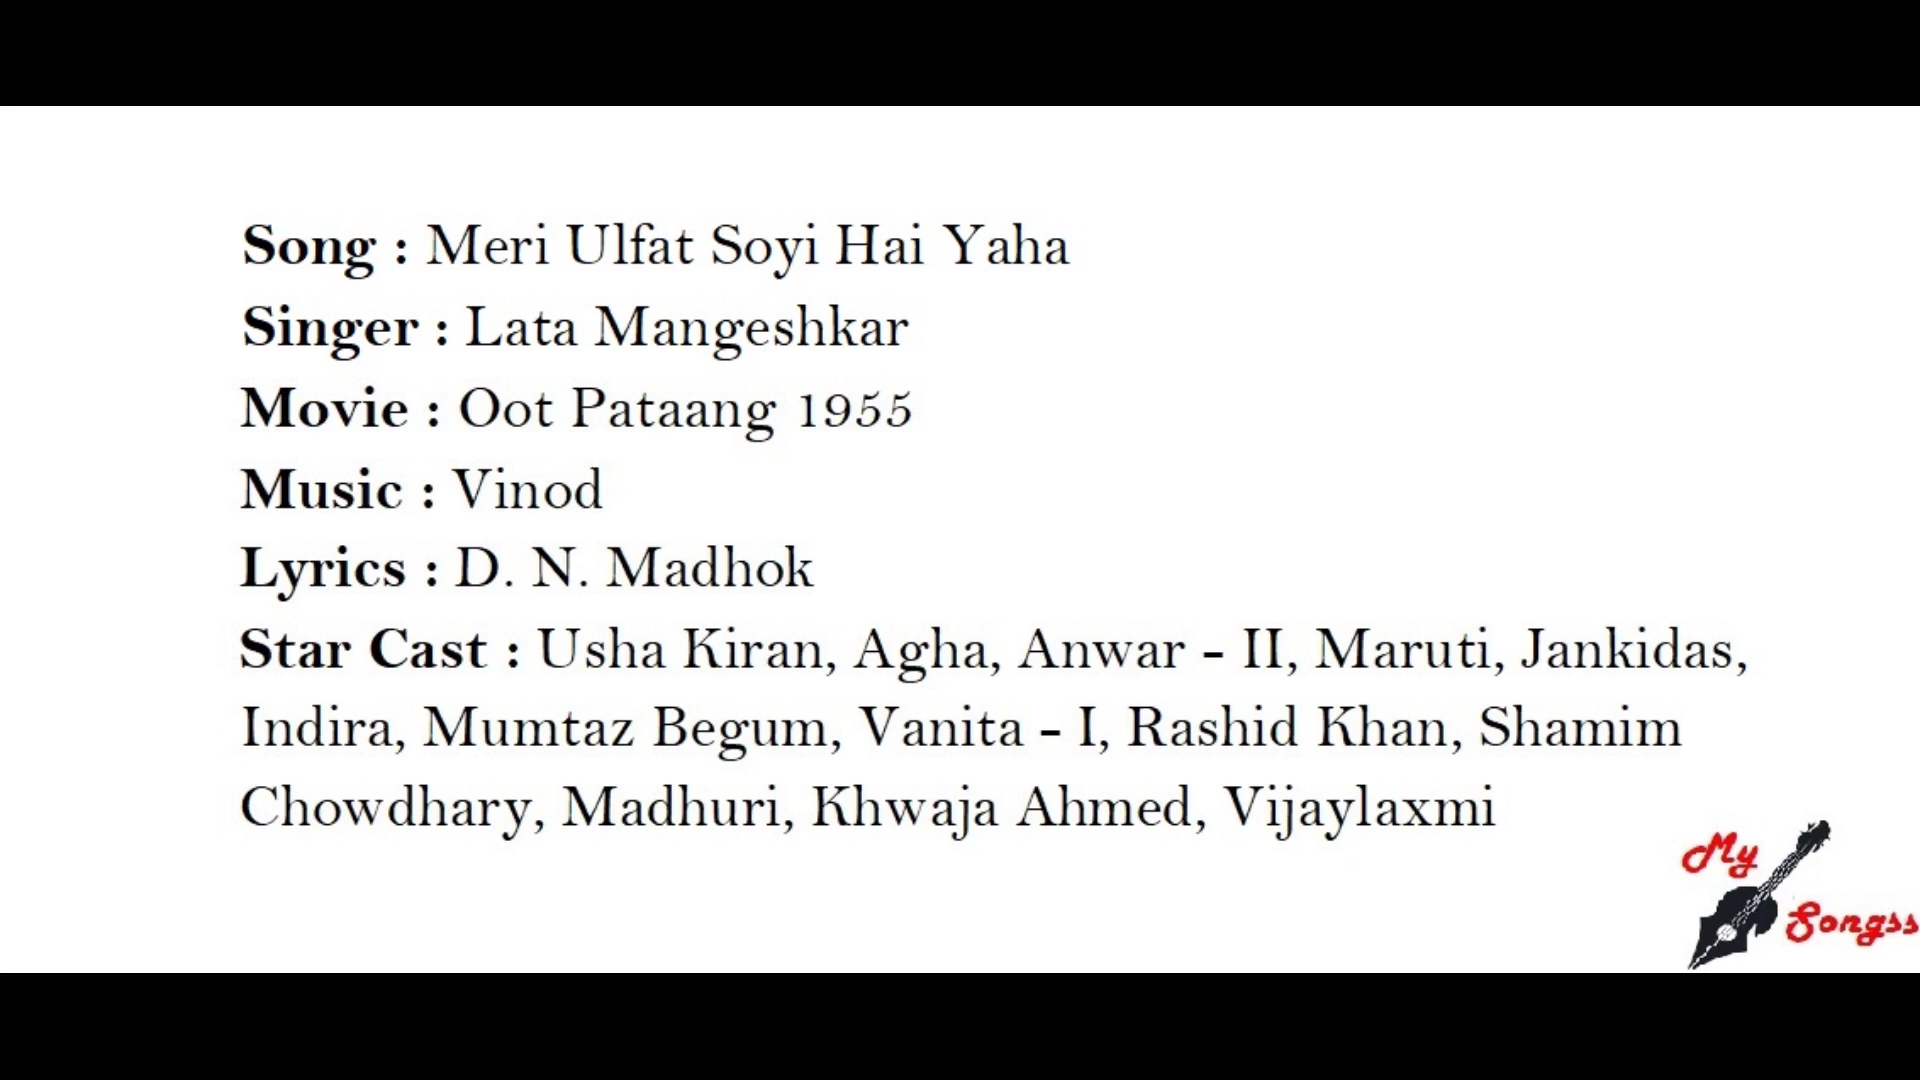 Song : Meri Ulfat Soyi Hai Yaha
Singer : Lata Mangeshkar
Movie : Oot Pataang 1955
Music : Vinod
Lyrics : D. N. Madhok
Star Cast : Usha Kiran, Agha, Anwar - II, Maruti, Jankidas,
Indira, Mumtaz Begum, Vanita - I, Rashid Khan, Shamim
Chowdhary, Madhuri, Khwaja Ahmed, Vijaylaxmi
My
Songss